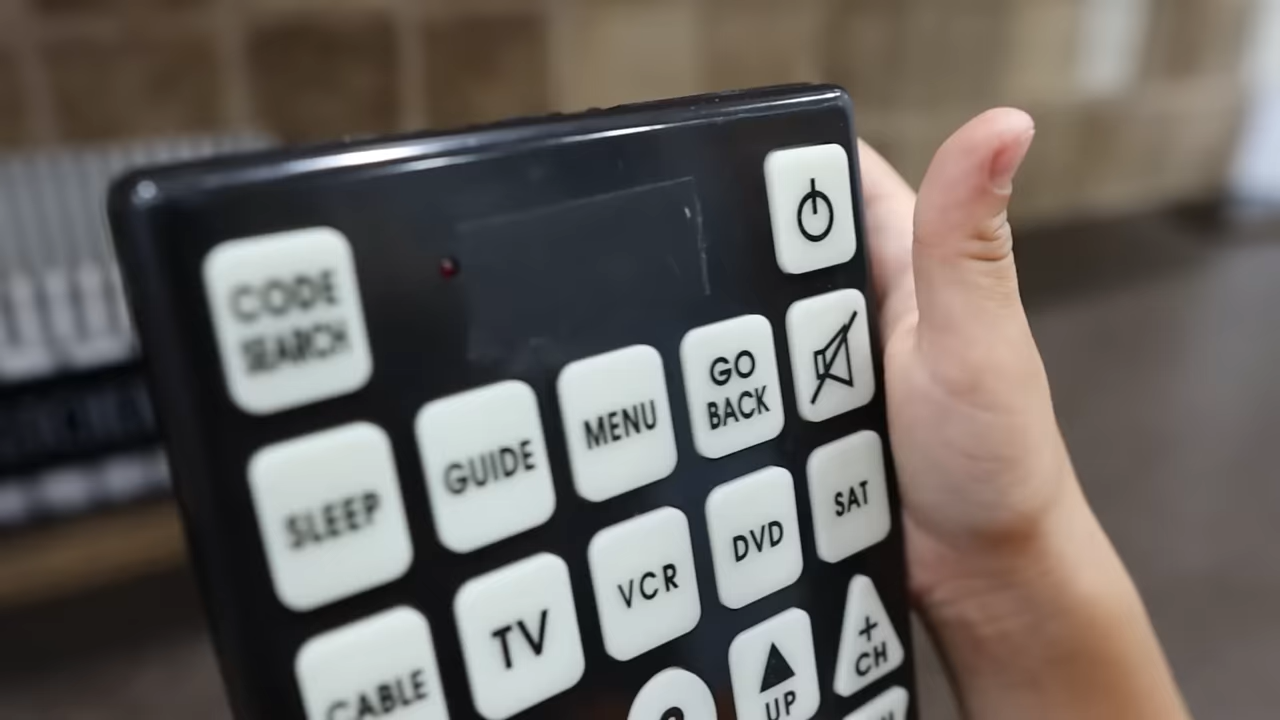 CODE
SEARCH
GO
BACK
MENU
GUIDE
SLEEP
SAT
DVD
VCR
TV
CABLE
+
CH
UP